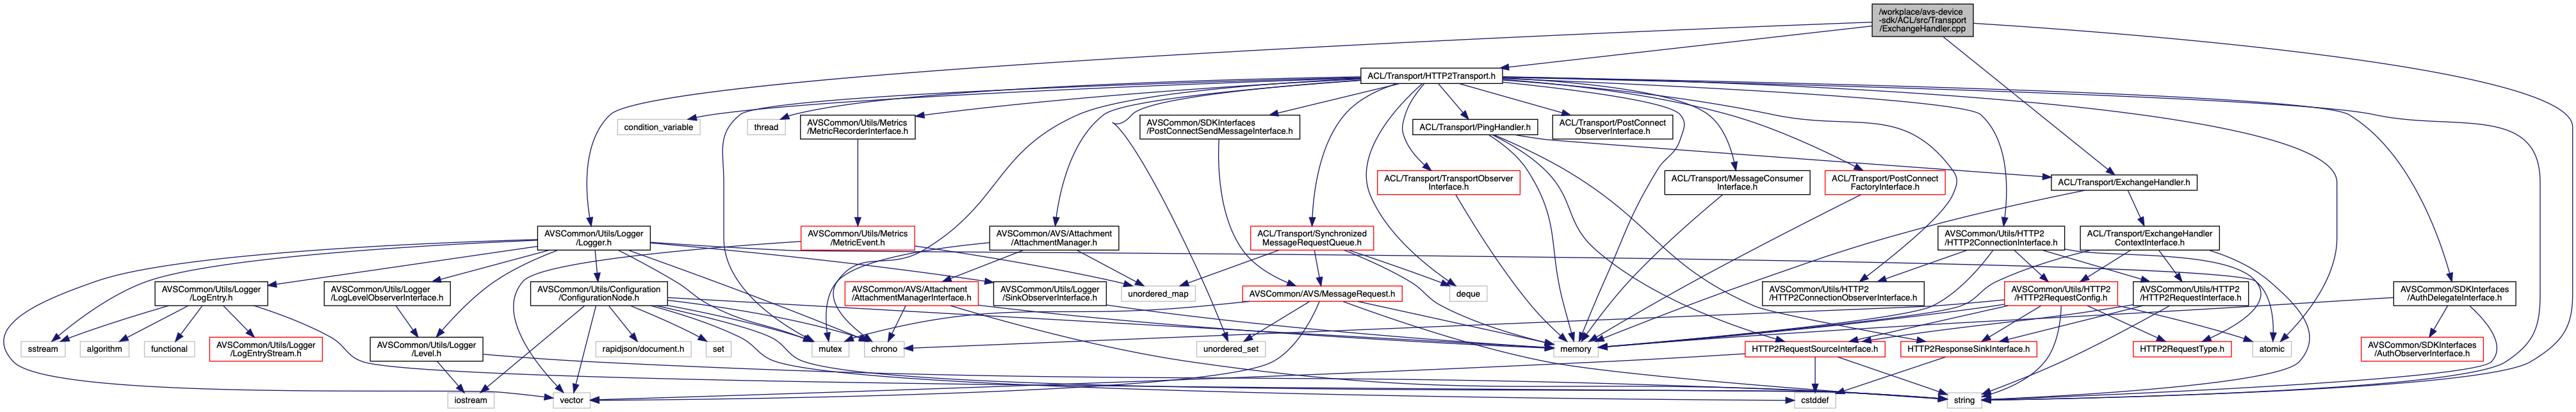 /workplace/avs-device
-sdk/ACL/src/Transport
/ExchangeHandler.cpp
ACL/Transport/HTTP2Transport.h
condition_variable
thread
AVSCommon/Utils/Metrics
/MetricRecorderInterface.h
AVSCommon/SDKInterfaces
/PostConnectSendMessageInterface.h
ACL/Transport/PingHandler.h
ACL/Transport/PostConnect
ObserverInterface.h
ACL/Transport/TransportObserver
Interface.h
ACL/Transport/MessageConsumer
Interface.h
ACL/Transport/PostConnect
FactoryInterface.h
ACL/Transport/ExchangeHandler.h
AVSCommon/Utils/Logger
/Logger.h
AVSCommon/Utils/Metrics
/MetricEvent.h
AVSCommon/AVS/Attachment
/AttachmentManager.h
ACL/Transport/Synchronized
MessageRequestQueue.h
AVSCommon/Utils/HTTP2
/HTTP2ConnectionInterface.h
ACL/Transport/ExchangeHandler
ContextInterface.h
AVSCommon/Utils/Logger
/LogEntry.h
AVSCommon/Utils/Logger
/LogLevelObserverInterface.h
AVSCommon/Utils/Configuration
/ConfigurationNode.h
AVSCommon/AVS/Attachment
/AttachmentManagerInterface.h
AVSCommon/Utils/Logger
/SinkObserverInterface.h
unordered_map
AVSCommon/AVS/MessageRequest.h
deque
AVSCommon/Utils/HTTP2
/HTTP2ConnectionObserverInterface.h
AVSCommon/Utils/HTTP2
/HTTP2RequestConfig.h
AVSCommon/Utils/HTTP2
/HTTP2RequestInterface.h
AVSCommon/SDKInterfaces
/AuthDelegateInterface.h
sstream
algorithm
functional
AVSCommon/Utils/Logger
/LogEntryStream.h
AVSCommon/Utils/Logger
/Level.h
rapidjson/document.h
set
mutex
chrono
unordered_set
memory
HTTP2RequestSourceInterface.h
HTTP2ResponseSinkInterface.h
HTTP2RequestType.h
atomic
AVSCommon/SDKInterfaces
/AuthObserverInterface.h
iostream
vector
cstddef
string